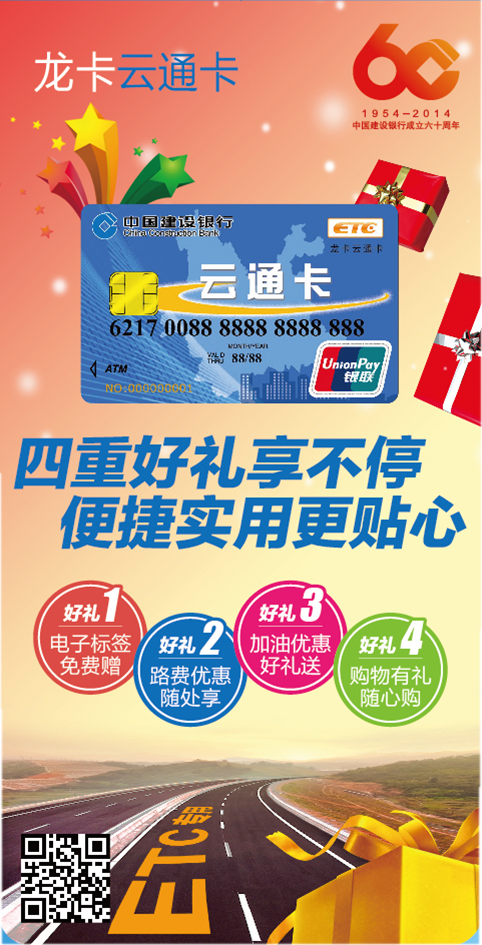 龙卡云通卡
1954-2014
中国建设银行成立六十周年
中国建设银行
China Construction Bank
ETC
龙卡云通卡
云通卡
6217 0088 8888 8888 888
MONTH/YEAR
VALID THRU 88/88
ATM
NO:000000001
UnionPay
银联
四重好礼享不停
便捷实用更贴心
好礼1
电子标签
免费赠
好礼2
路费优惠
随处享
好礼3
加油优惠
好礼送
好礼4
购物有礼
随心购
ETC专用